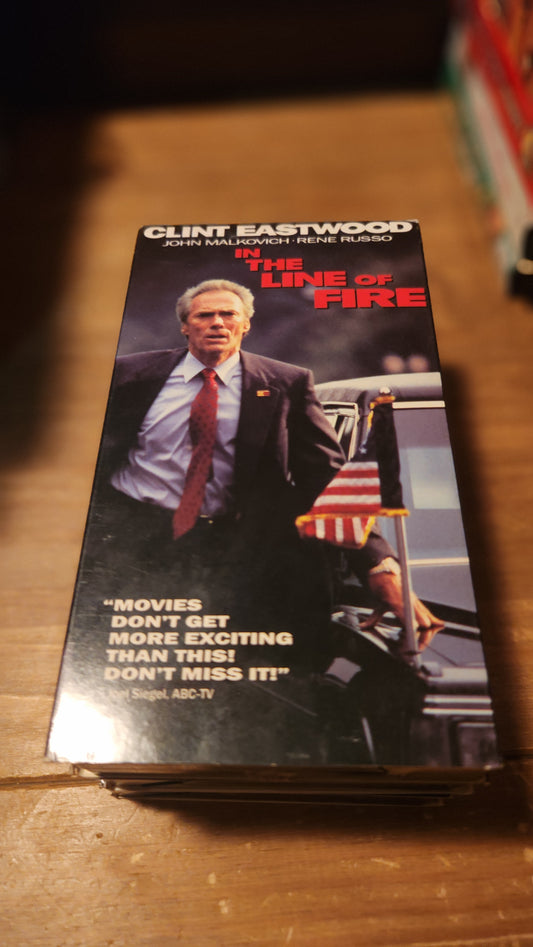 CLINT EASTWOOD
JOHN MALKOVICH · RENE RUSSO
IN
THE
LINE OF
FIRE
“MOVIES
DON’T GET
MORE EXCITING
THAN THIS!
DON’T MISS IT!”
Joel Siegel, ABC-TV